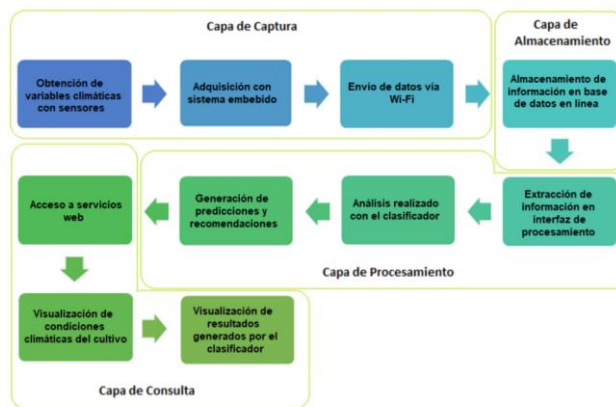 Capa de Captura
Capa de
Almacenamiento
Obtención de
variables climáticas
con sensores
Adquisición con
sistema embebido
Envío de datos vía
Wi-Fi
Almacenamiento de
información en base
de datos en línea
Acceso a servicios
web
Generación de
predicciones y
recomendaciones
Análisis realizado
con el clasificador
Extracción de
información en
interfaz de
procesamiento
Capa de Procesamiento
Visualización de
condiciones
climáticas del cultivo
Visualización de
resultados
generados por el
clasificador
Capa de Consulta